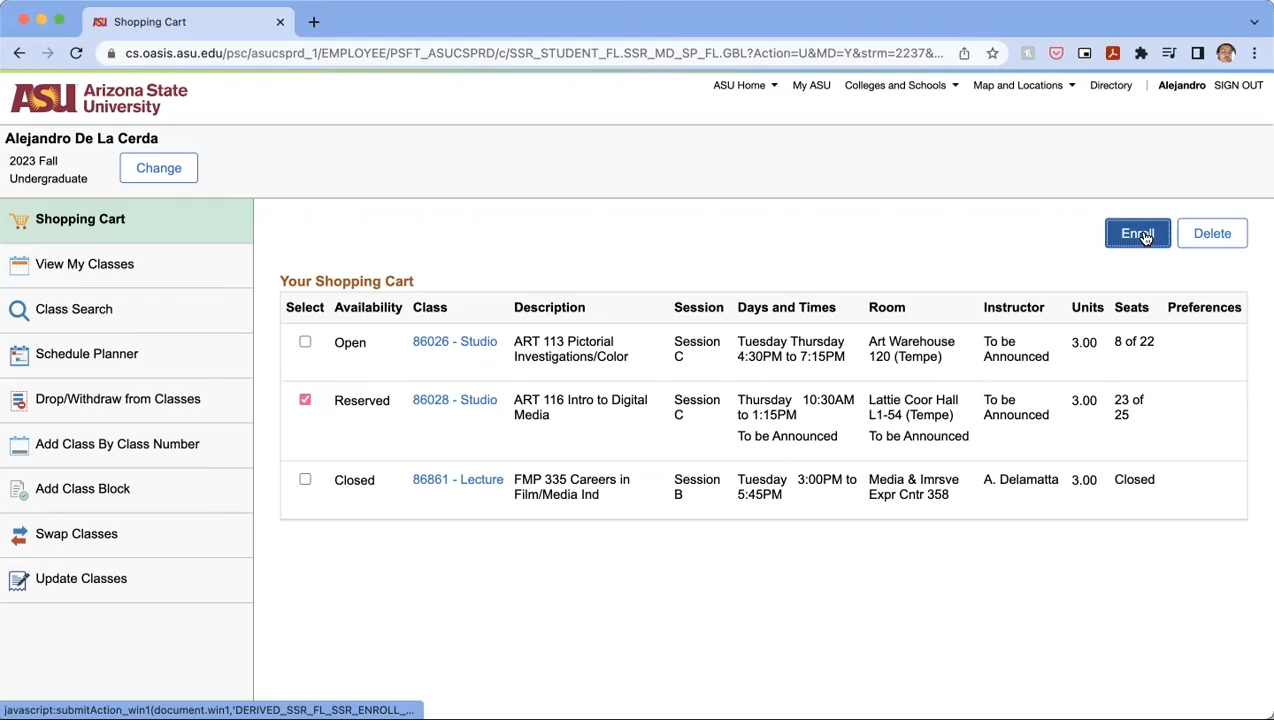 ASU Shopping Cart
cs.oasis.asu.edu/psc/asucsprd_1/EMPLOYEE/PSFT_ASUCSPRD/c/SSR_STUDENT_FL.SSR_MD_SP_FL.GBL?Action=U&MD=Y&strm=2237&...
ASU Home My ASU Colleges and Schools Map and Locations Directory Alejandro SIGN OUT
ASU Arizona State
University
Alejandro De La Cerda
2023 Fall
Undergraduate
Change
Shopping Cart
View My Classes
Class Search
Schedule Planner
Drop/Withdraw from Classes
Add Class By Class Number
Add Class Block
Swap Classes
Update Classes
Enroll Delete
Your Shopping Cart
Select Availability Class Description Session Days and Times Room Instructor Units Seats Preferences
Open 86026 - Studio ART 113 Pictorial Session Tuesday Thursday Art Warehouse To be 3.00 8 of 22
Investigations/Color C 4:30PM to 7:15PM 120 (Tempe) Announced
Reserved 86028 - Studio ART 116 Intro to Digital Session Thursday 10:30AM Lattie Coor Hall To be 3.00 23 of
Media C to 1:15PM L1-54 (Tempe) Announced 25
To be Announced To be Announced
Closed 86861 - Lecture FMP 335 Careers in Session Tuesday 3:00PM to Media & Imrsve A. Delamatta 3.00 Closed
Film/Media Ind B 5:45PM Expr Cntr 358
javascript:submitAction_win1(document.win1,'DERIVED_SSR_FL_SSR_ENROLL_...